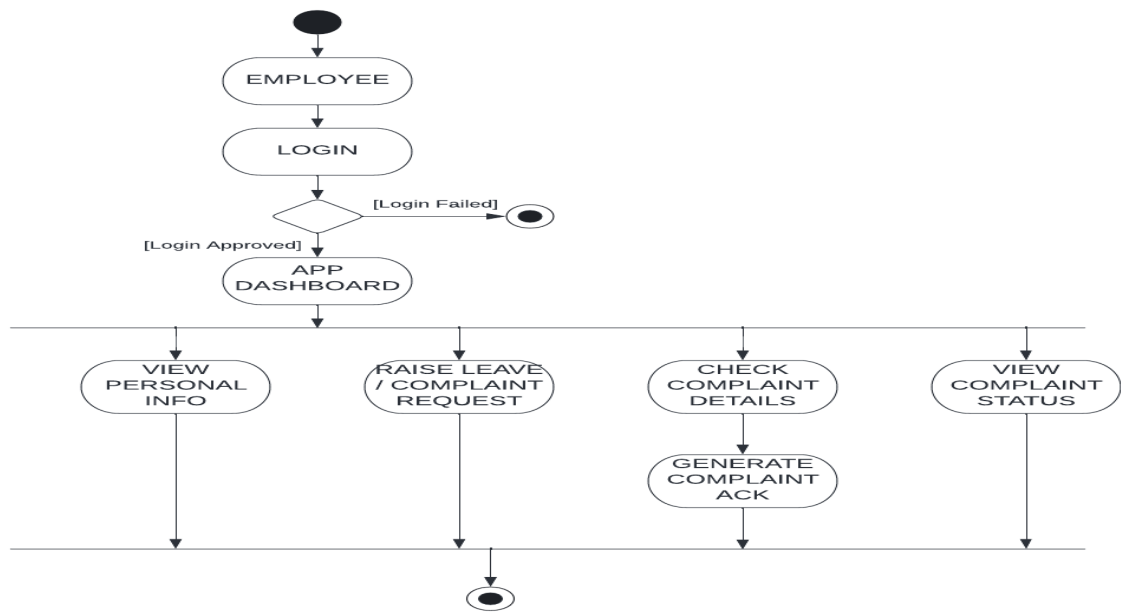 EMPLOYEE
LOGIN
[Login Failed]
[Login Approved]
APP
DASHBOARD
VIEW
PERSONAL
INFO
RAISE LEAVE
/ COMPLAINT
REQUEST
CHECK
COMPLAINT
DETAILS
VIEW
COMPLAINT
STATUS
GENERATE
COMPLAINT
ACK